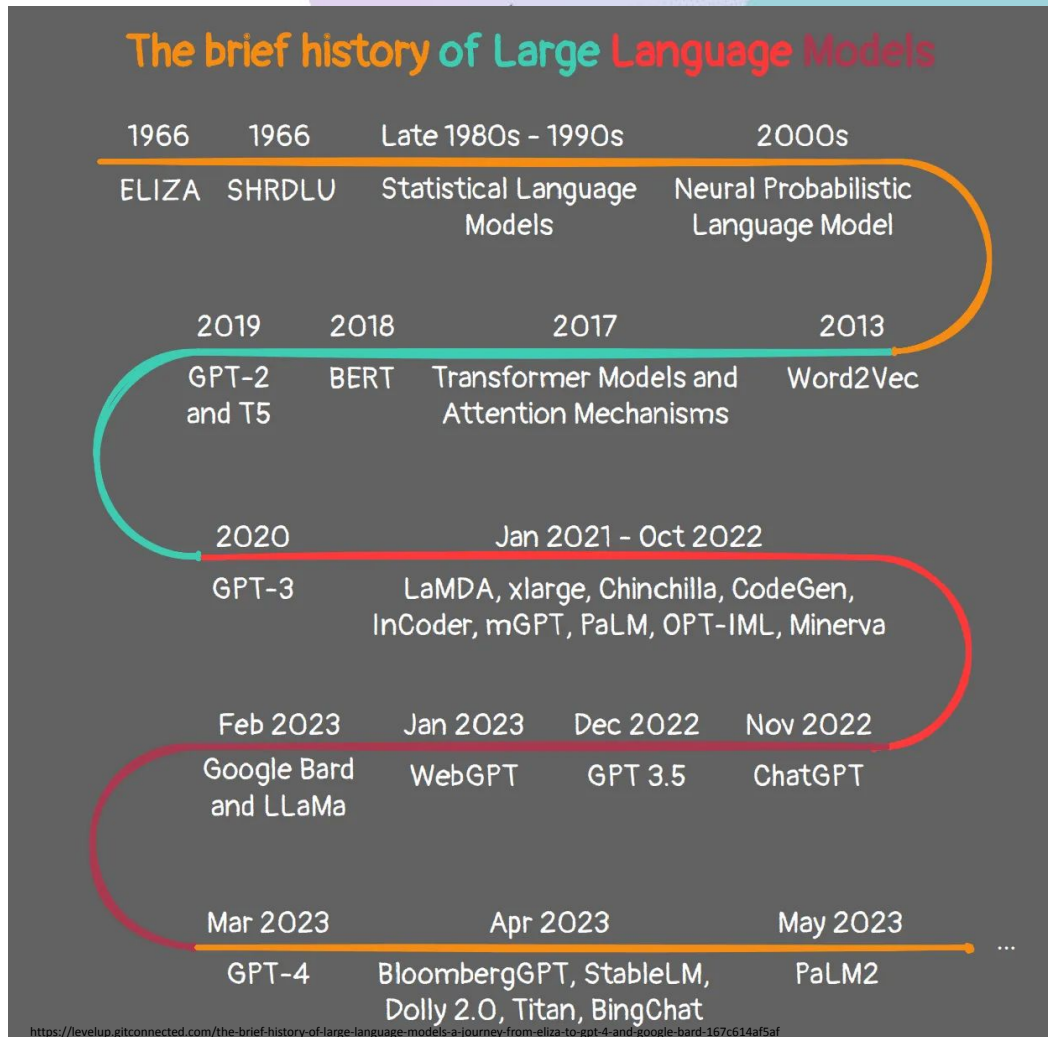 The brief history of Large Language Models
1966 1966 Late 1980s - 1990s 2000s
ELIZA SHRDLU Statistical Language Neural Probabilistic
Models Language Model
2019 2018 2017 2013
GPT-2 BERT Transformer Models and Word2Vec
and T5 Attention Mechanisms
2020 Jan 2021 - Oct 2022
GPT-3 LaMDA, xlarge, Chinchilla, CodeGen,
InCoder, mGPT, PaLM, OPT-IML, Minerva
Feb 2023 Jan 2023 Dec 2022 Nov 2022
Google Bard WebGPT GPT 3.5 ChatGPT
and LLaMa
Mar 2023 Apr 2023 May 2023 ...
GPT-4 BloombergGPT, StableLM, PaLM2
Dolly 2.0, Titan, BingChat
https://levelup.gitconnected.com/the-brief-history-of-large-language-models-a-journey-from-eliza-to-gpt-4-and-google-bard-167c614af5af